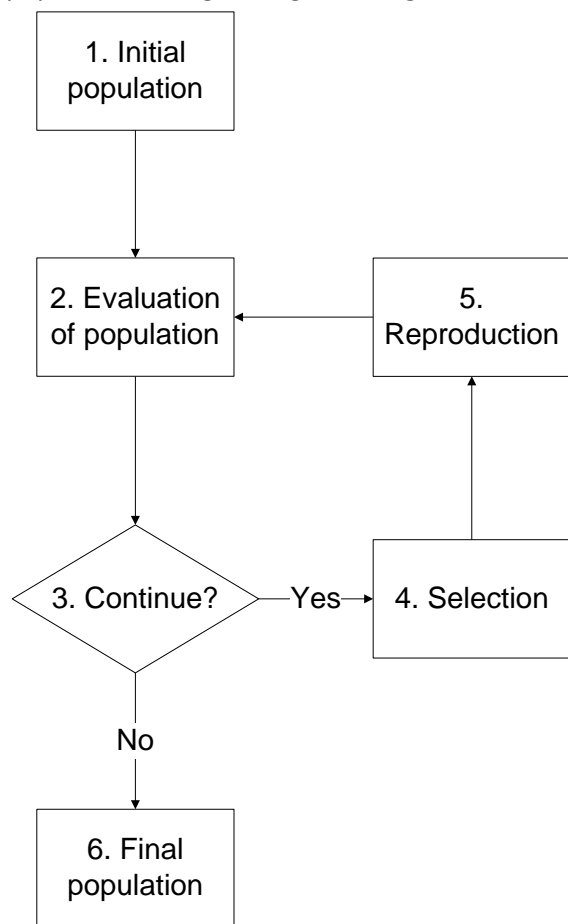 1. Initial
population
2. Evaluation
of population
5.
Reproduction
3. Continue?
Yes
4. Selection
No
6. Final
population